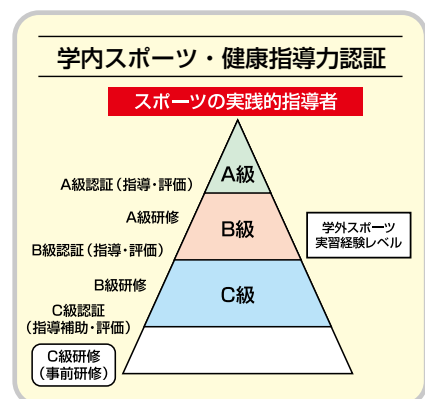 学内スポーツ・健康指導力認証
スポーツの実践的指導者
A級
A級認証（指導・評価）
A級研修
B級
学外スポーツ
実習経験レベル
B級認証（指導・評価）
B級研修
C級
C級認証
（指導補助・評価）
C級研修
（事前研修）